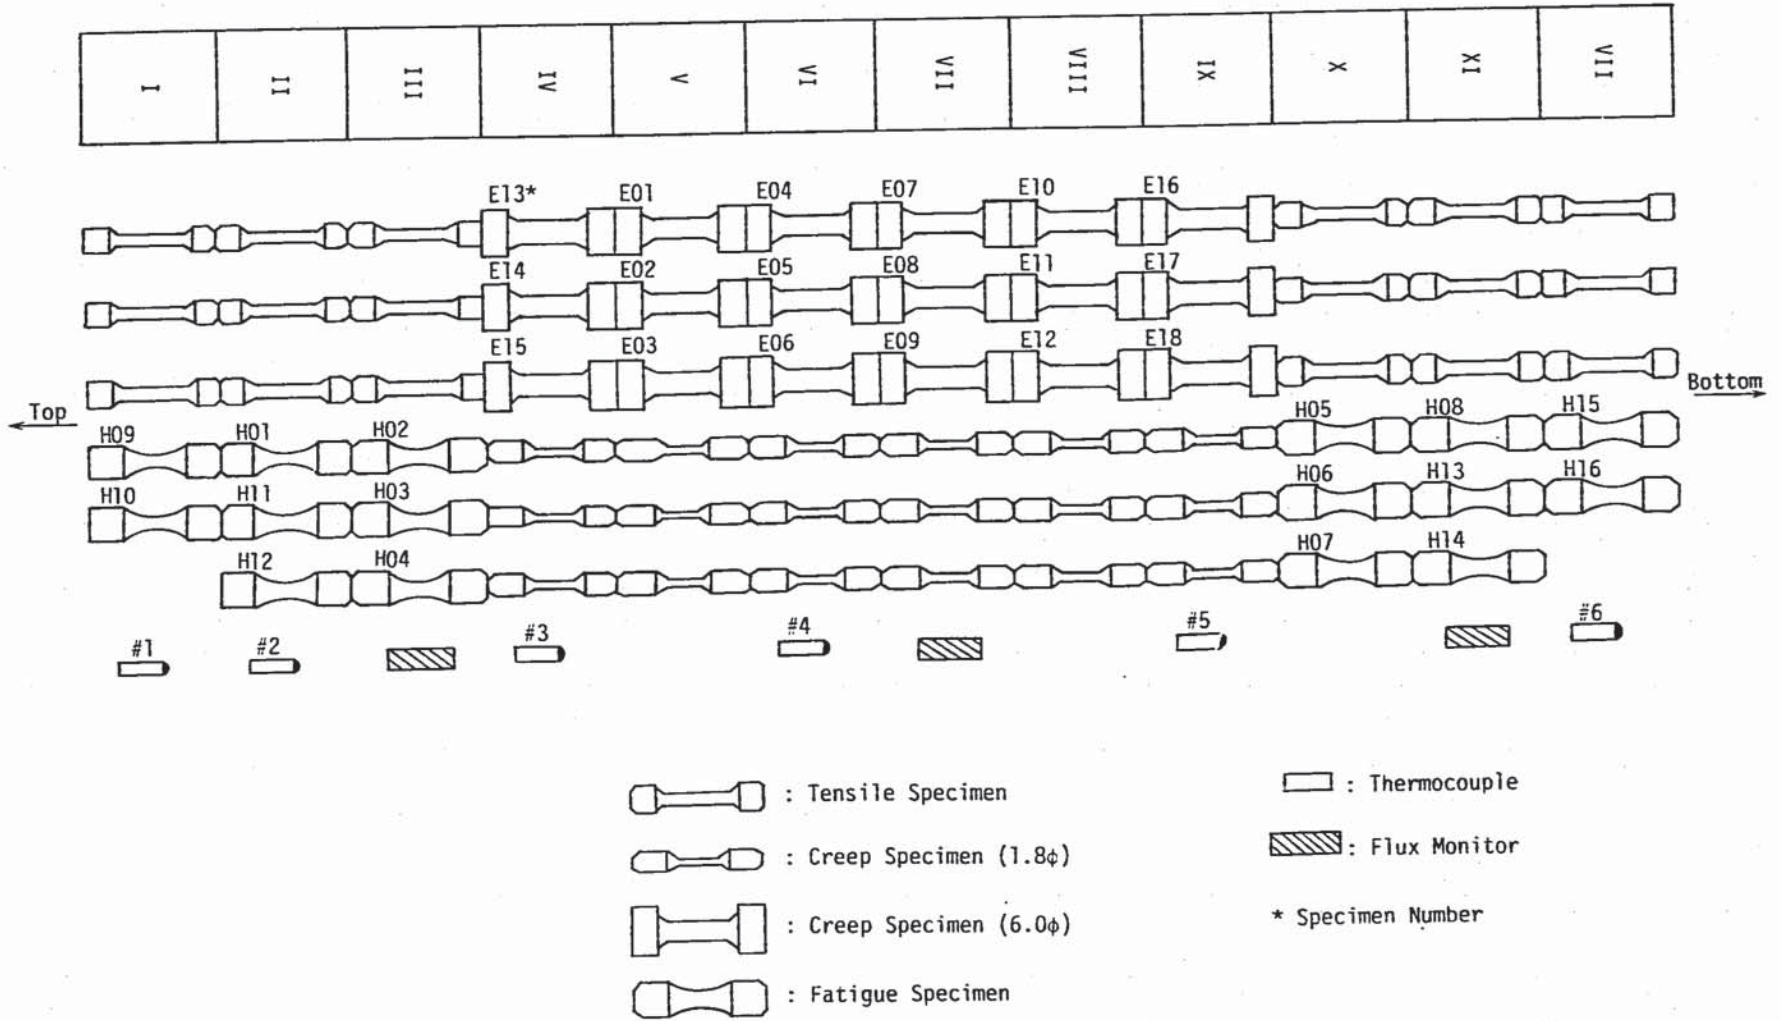 I II III IV V VI VII VIII IX X XI VII
E13* E01 E04 E07 E10 E16
E14 E02 E05 E08 E11 E17
E15 E03 E06 E09 E12 E18
Top
Bottom
H09 H01 H02 H05 H08 H15
H10 H11 H03 H06 H13 H16
H12 H04 H07 H14
#1 #2 #3 #4 #5 #6
: Tensile Specimen
: Creep Specimen (1.8φ)
: Creep Specimen (6.0φ)
: Fatigue Specimen
: Thermocouple
: Flux Monitor
* Specimen Number